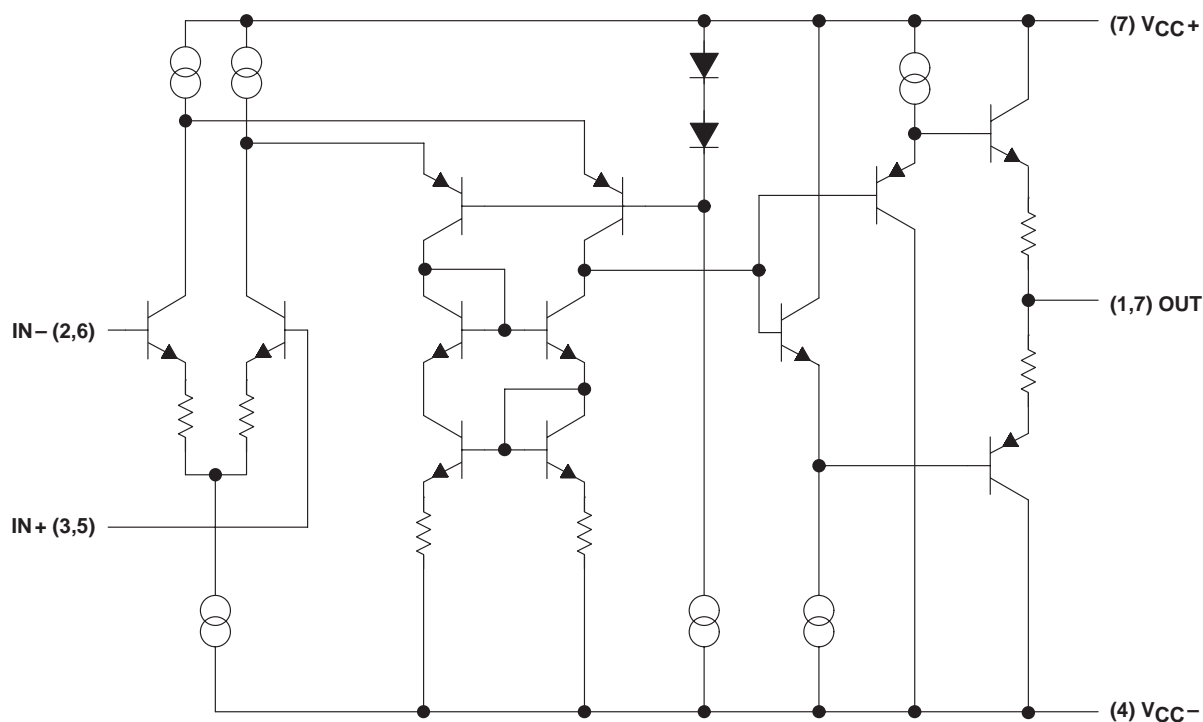 (7) VCC+
IN− (2,6)
(1,7) OUT
IN+ (3,5)
(4) VCC−